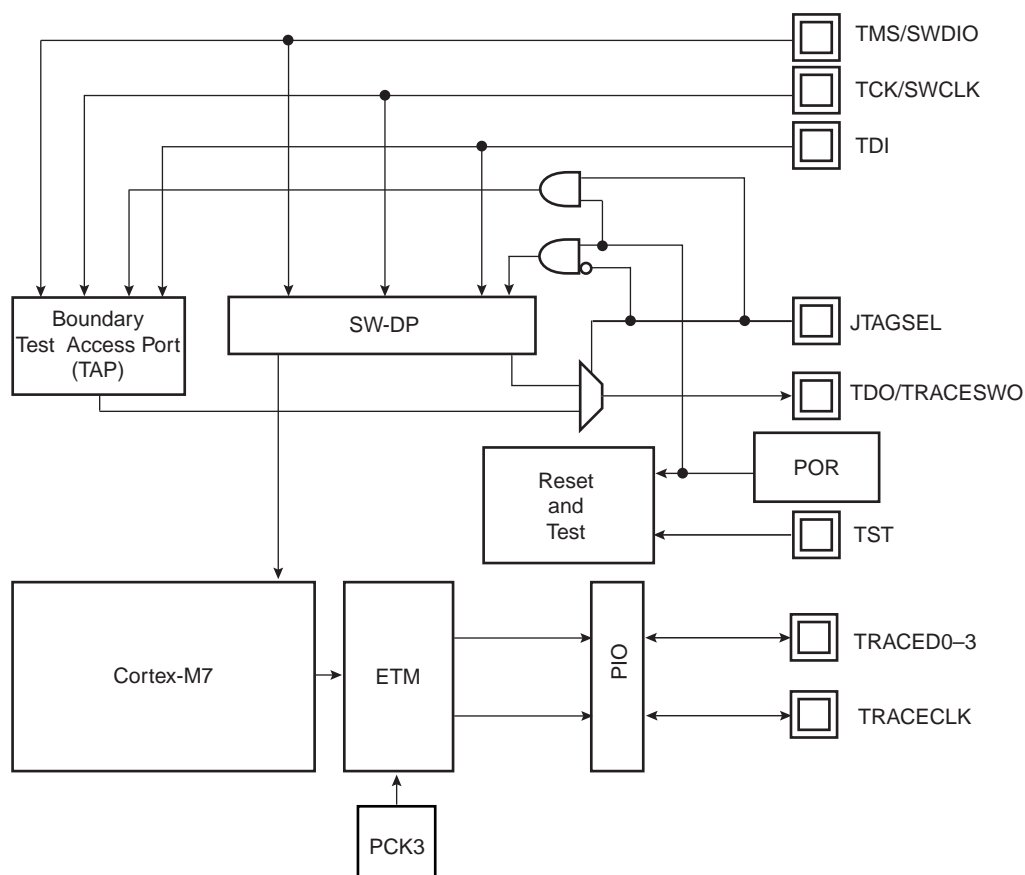 TMS/SWDIO
TCK/SWCLK
TDI
Boundary
Test Access Port
(TAP)
SW-DP
JTAGSEL
TDO/TRACESWO
POR
Reset
and
Test
TST
Cortex-M7
ETM
PIO
TRACED0–3
TRACECLK
PCK3